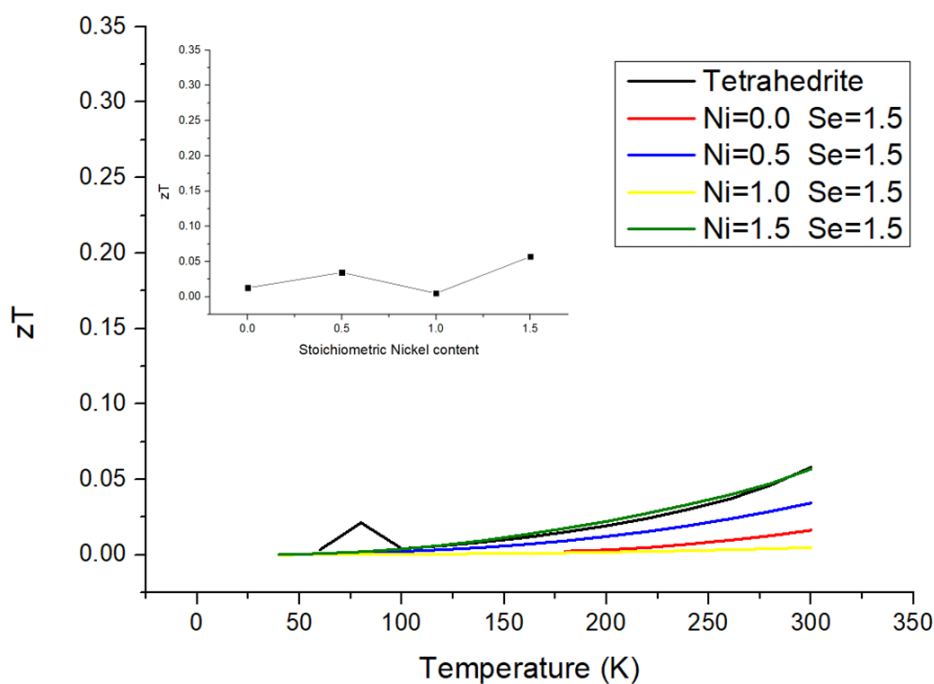 0.35
0.30
0.25
0.20
0.15
0.10
0.05
0.00
zT
0 50 100 150 200 250 300 350
Temperature (K)
0.35
0.30
0.25
0.20
0.15
0.10
0.05
0.00
zT
0.0 0.5 1.0 1.5
Stoichiometric Nickel content
Tetrahedrite
Ni=0.0 Se=1.5
Ni=0.5 Se=1.5
Ni=1.0 Se=1.5
Ni=1.5 Se=1.5